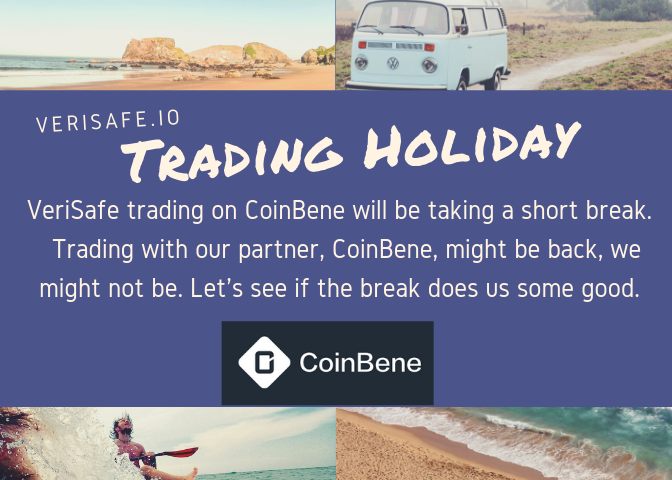 VERISAFE.IO
TRADING HOLIDAY
VeriSafe trading on CoinBene will be taking a short break.
Trading with our partner, CoinBene, might be back, we
might not be. Let's see if the break does us some good.
CoinBene